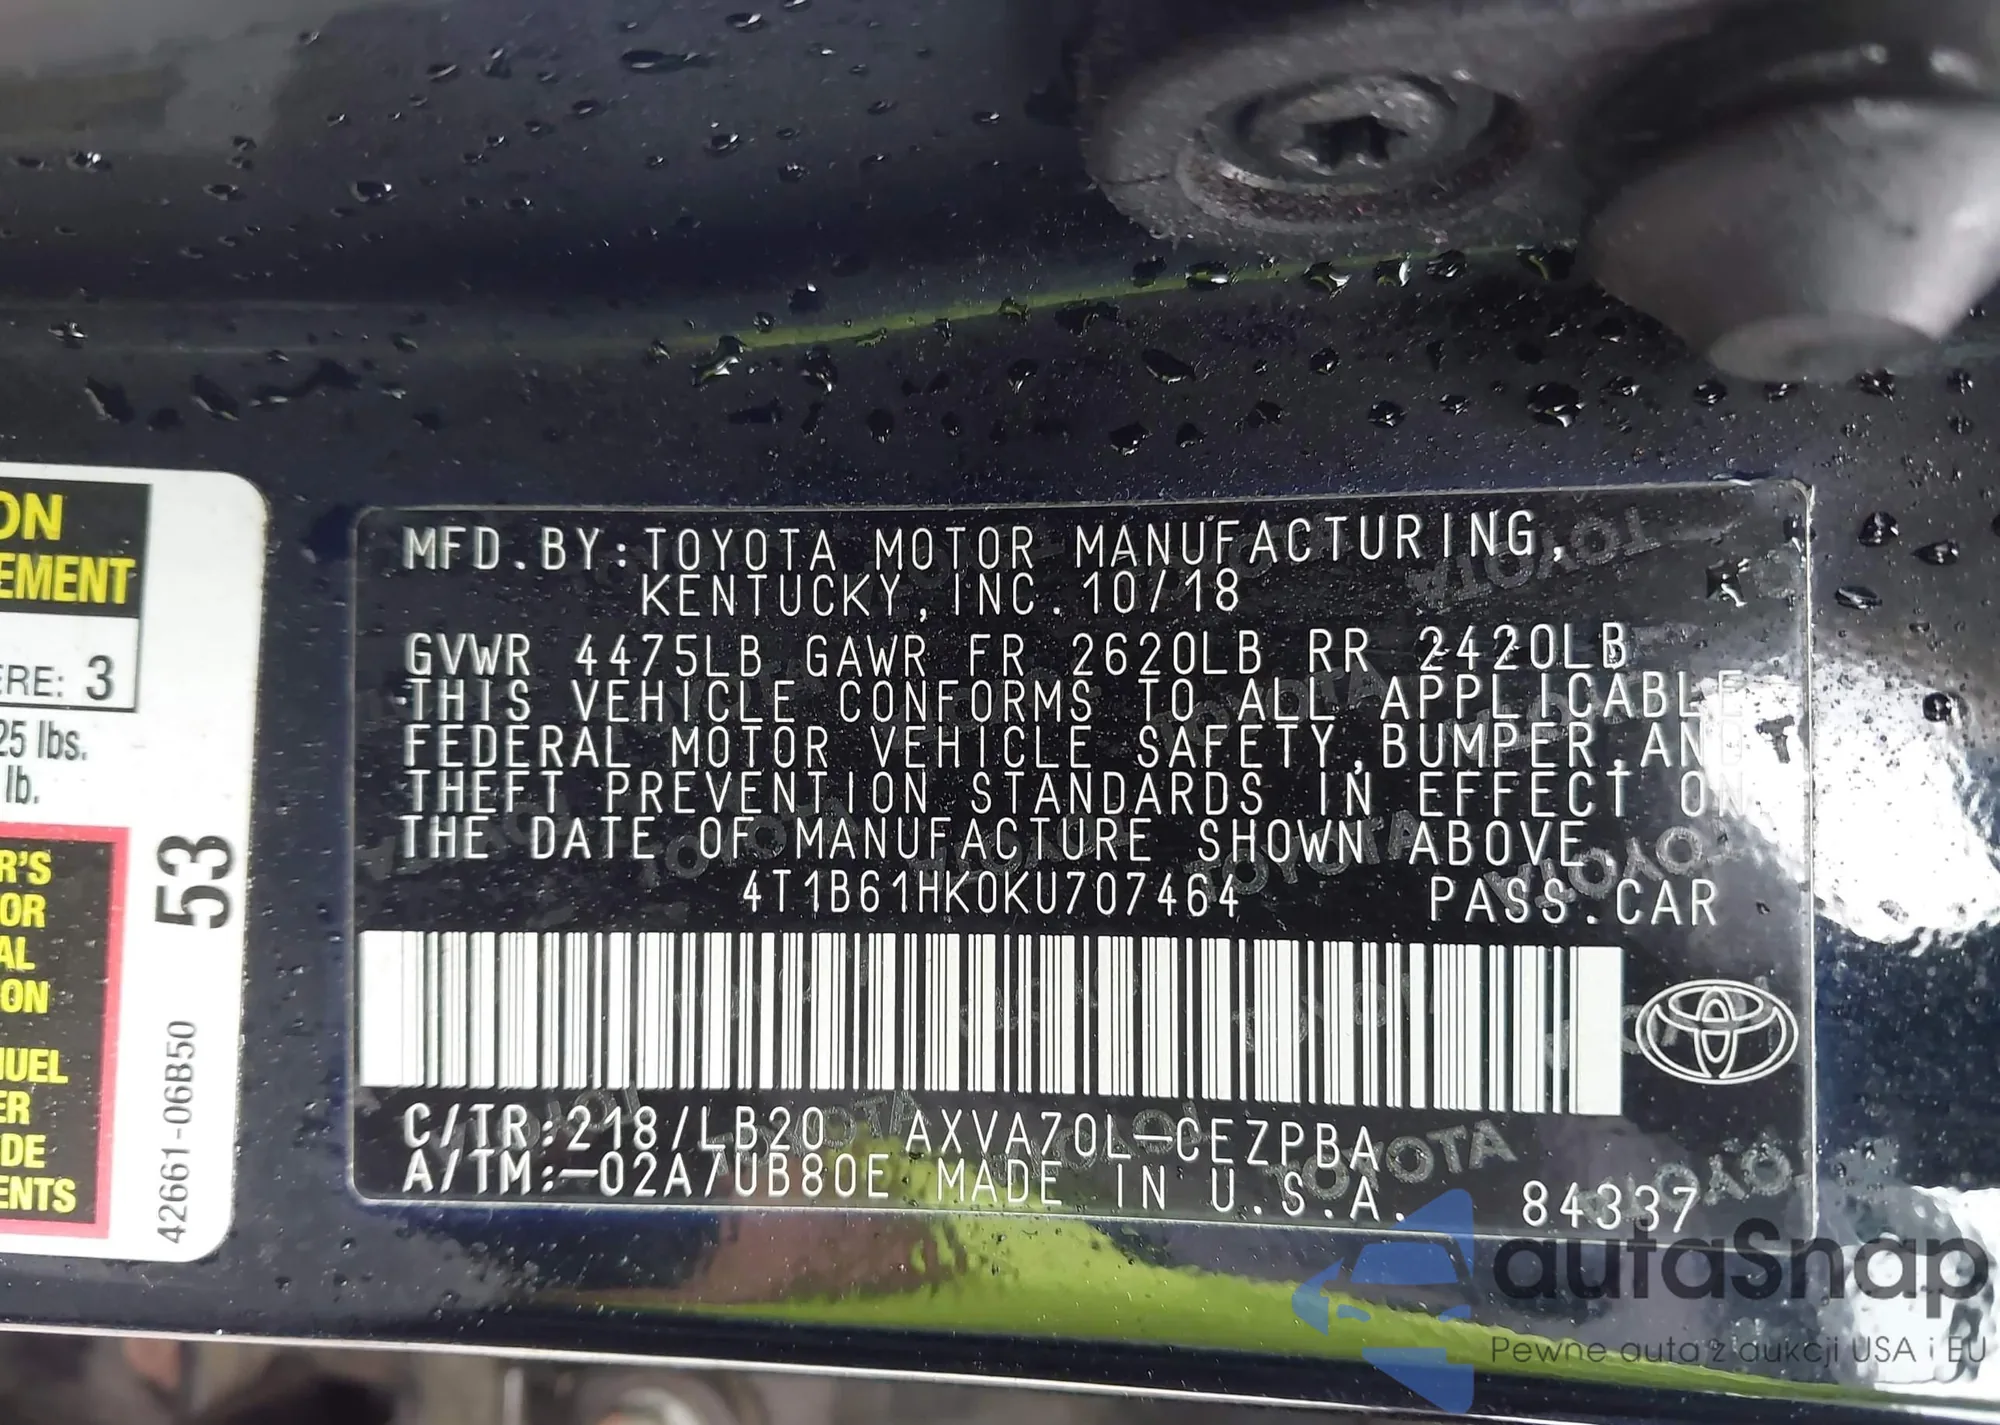 ON
EMENT
ERE: 3
25 lbs.
lb.
R'S
OR
AL
ON
NUEL
ER
DE
ENTS
53
42661-06B50
MFD.BY:TOYOTA MOTOR MANUFACTURING,
KENTUCKY,INC.10/18
GVWR 4475LB GAWR FR 2620LB RR 2420LB
THIS VEHICLE CONFORMS TO ALL APPLICABLE
FEDERAL MOTOR VEHICLE SAFETY,BUMPER,AND
THEFT PREVENTION STANDARDS IN EFFECT ON
THE DATE OF MANUFACTURE SHOWN ABOVE.
4T1B61HK0KU707464 PASS.CAR
C/TR:218/LB20 AXVA70L-CEZPBA
A/TM:-02A/UB80E MADE IN U.S.A. 84337
autaSnap
Pewne auta z aukcji USA i EU